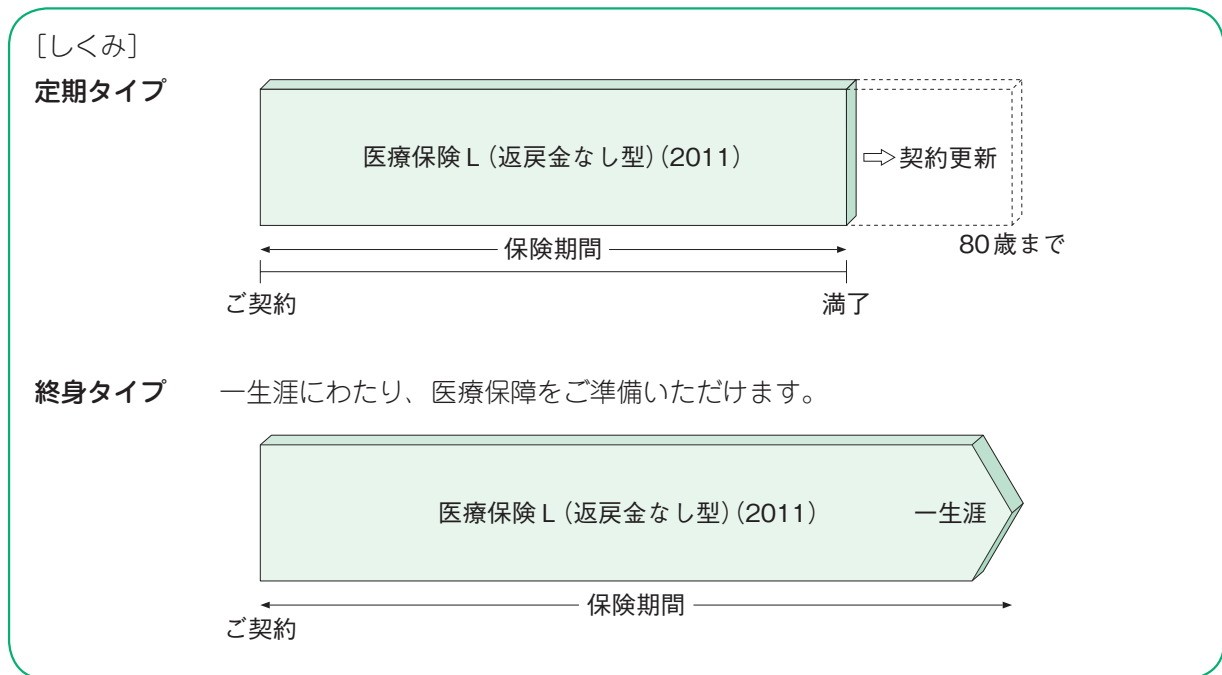 [しくみ]
定期タイプ
医療保険L(返戻金なし型)(2011)
⇨契約更新
保険期間
80歳まで
ご契約
満了
終身タイプ 一生涯にわたり、医療保障をご準備いただけます。
医療保険L(返戻金なし型)(2011) 一生涯
保険期間
ご契約